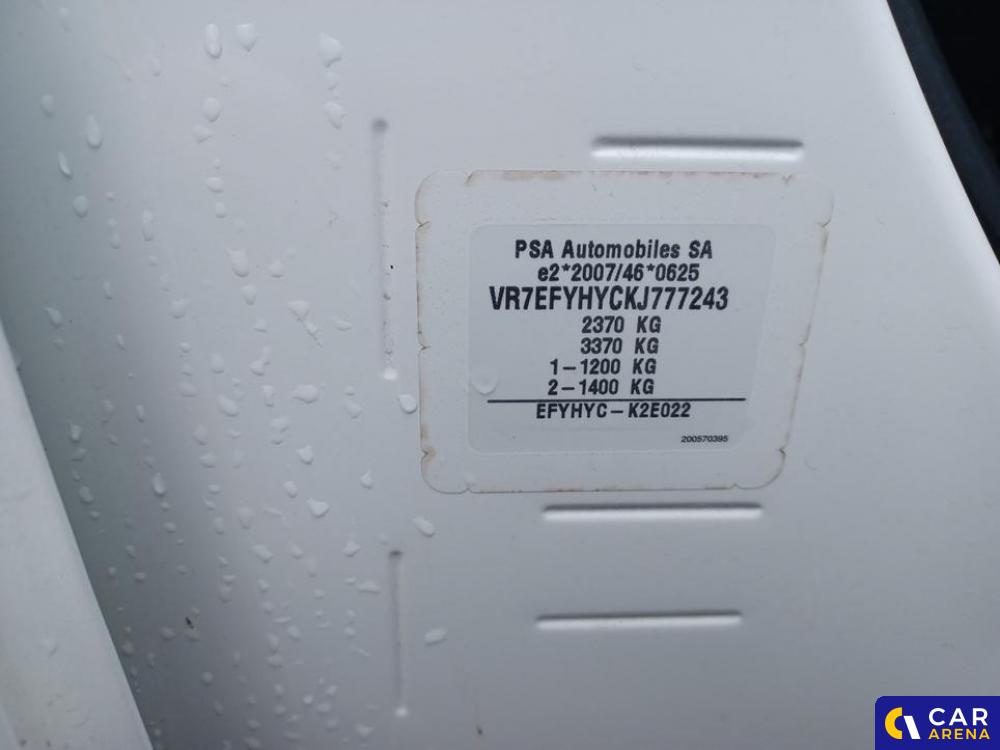 PSA Automobiles SA
e2*2007/46*0625
VR7EFYHYCKJ777243
2370 KG
3370 KG
1-1200 KG
2-1400 KG
EFYHYC-K2E022
200570395
CAR
ARENA